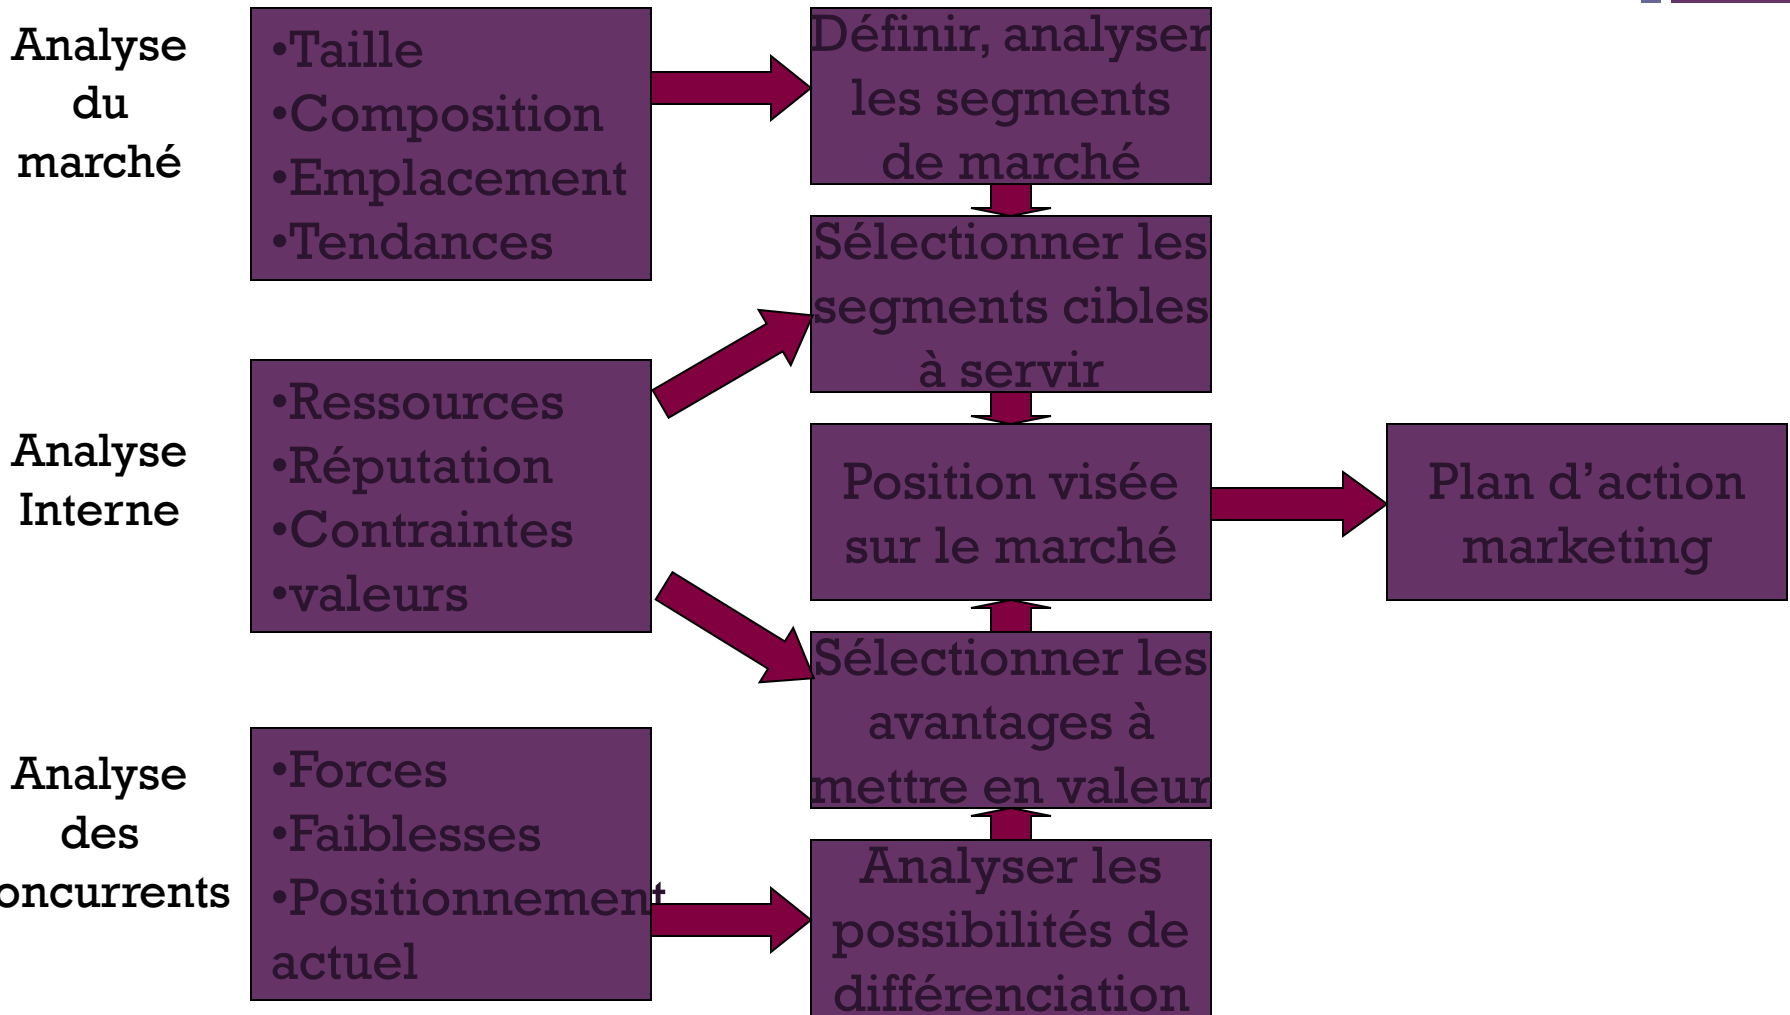 Analyse
du
marché
•Taille
•Composition
•Emplacement
•Tendances
Définir, analyser
les segments
de marché
Sélectionner les
segments cibles
à servir
Analyse
Interne
•Ressources
•Réputation
•Contraintes
•valeurs
Position visée
sur le marché
Plan d’action
marketing
Sélectionner les
avantages à
mettre en valeur
Analyse
des
oncurrents
•Forces
•Faiblesses
•Positionnement
actuel
Analyser les
possibilités de
différenciation